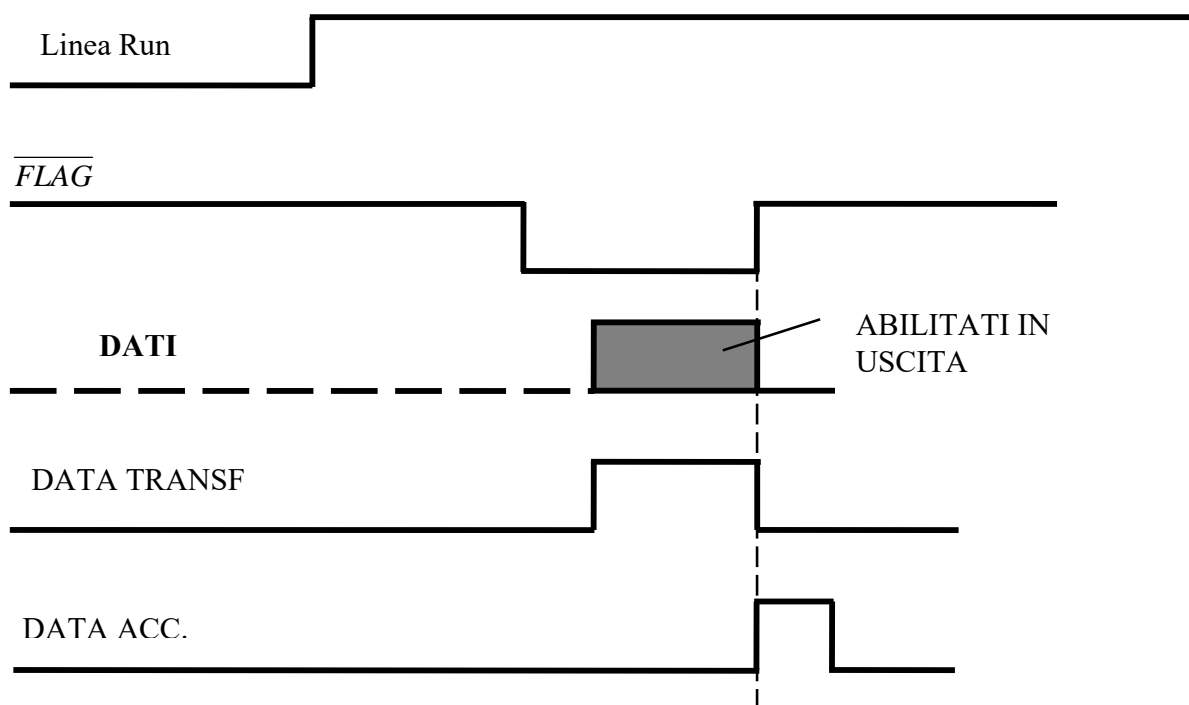 Linea Run
FLAG
DATI
ABILITATI IN
USCITA
DATA TRANSF
DATA ACC.